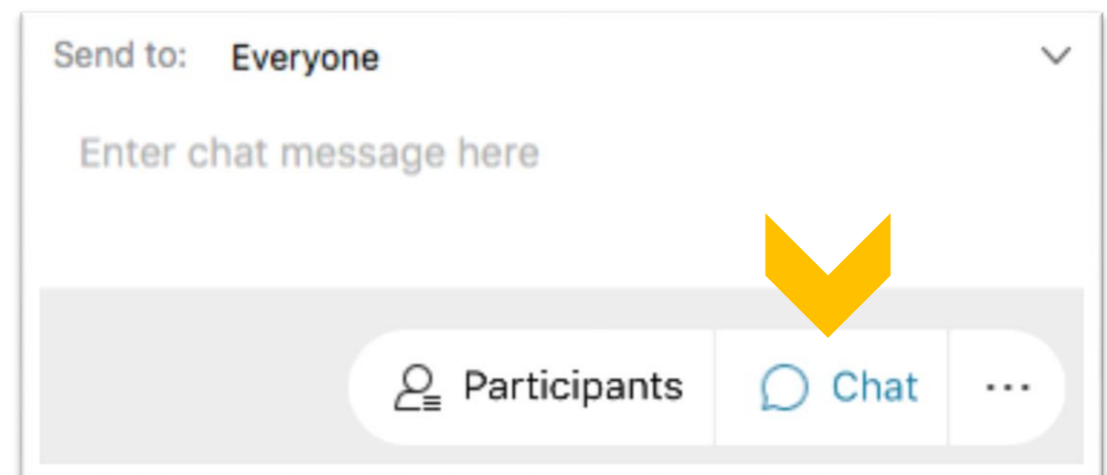 Send to: Everyone
Enter chat message here
Participants Chat ...